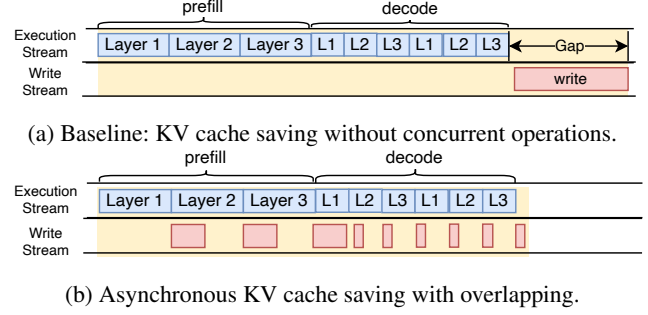 prefill decode
Execution Stream Layer 1 Layer 2 Layer 3 L1 L2 L3 L1 L2 L3 Gap
Write Stream write
(a) Baseline: KV cache saving without concurrent operations.
prefill decode
Execution Stream Layer 1 Layer 2 Layer 3 L1 L2 L3 L1 L2 L3
Write Stream
(b) Asynchronous KV cache saving with overlapping.